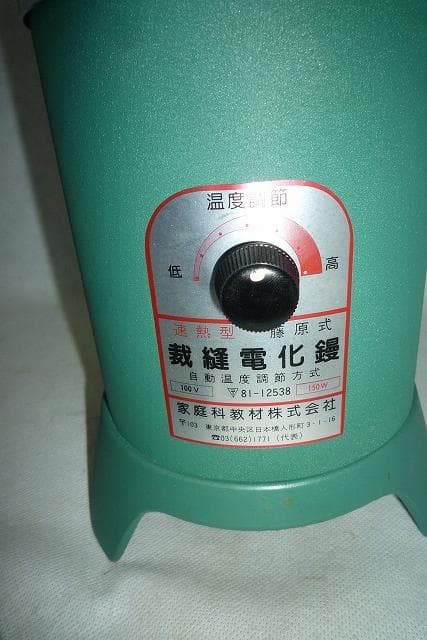 温度調節
低 高
速熱型 藤原式
裁縫電化鏝
自動温度調節方式
100V 81-12538 150W
家庭科教材株式会社
〒103 東京都中央区日本橋人形町3-1-16
☎03(662)1771(代表)